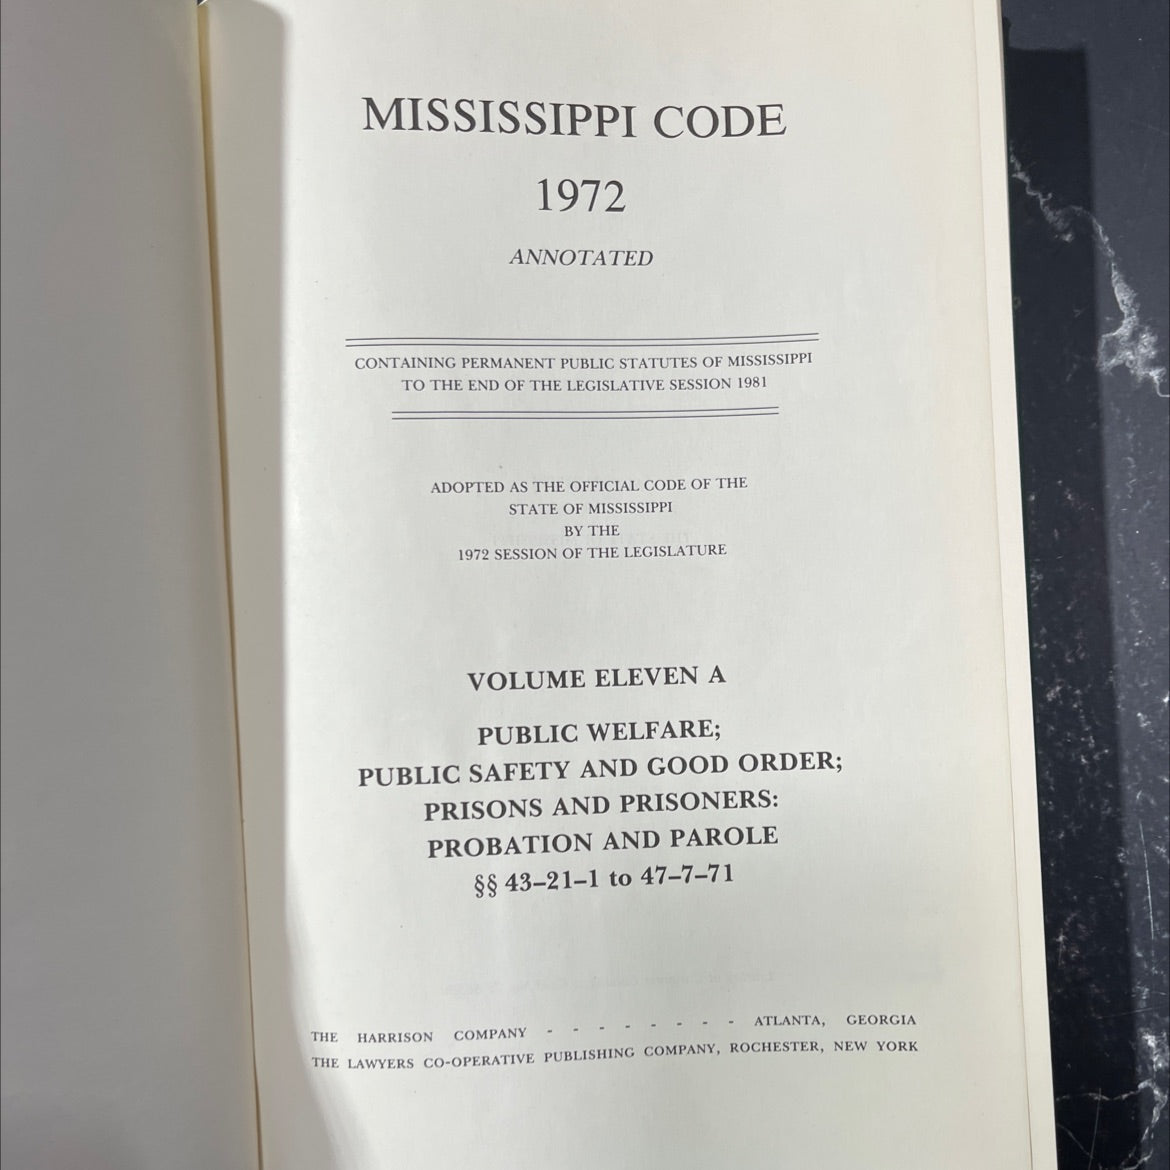 MISSISSIPPI CODE
1972
ANNOTATED
CONTAINING PERMANENT PUBLIC STATUTES OF MISSISSIPPI
TO THE END OF THE LEGISLATIVE SESSION 1981
ADOPTED AS THE OFFICIAL CODE OF THE
STATE OF MISSISSIPPI
BY THE
1972 SESSION OF THE LEGISLATURE
VOLUME ELEVEN A
PUBLIC WELFARE;
PUBLIC SAFETY AND GOOD ORDER;
PRISONS AND PRISONERS:
PROBATION AND PAROLE
§§ 43–21–1 to 47–7–71
THE HARRISON COMPANY - - - - - - - - ATLANTA, GEORGIA
THE LAWYERS CO-OPERATIVE PUBLISHING COMPANY, ROCHESTER, NEW YORK